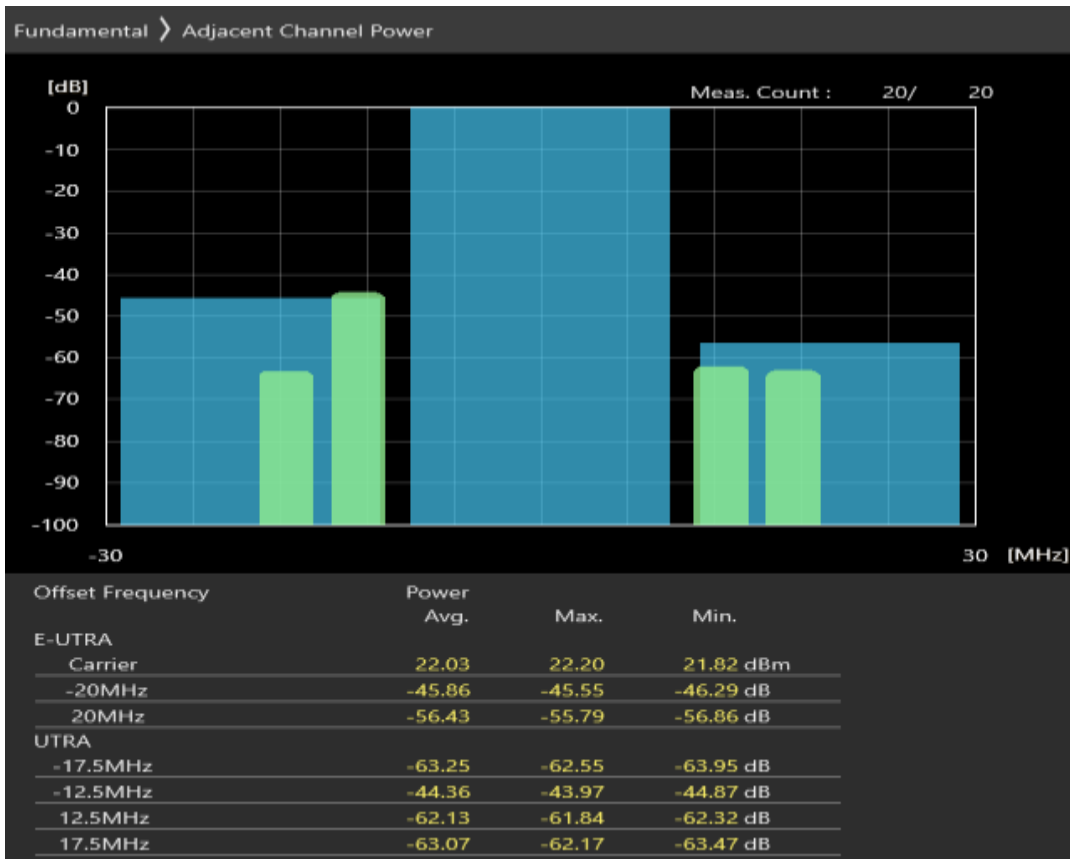 Fundamental 〉 Adjacent Channel Power
[dB]
Meas. Count : 20/ 20
0
-10
-20
-30
-40
-50
-60
-70
-80
-90
-100
-30 30 [MHz]
Offset Frequency Power
Avg. Max. Min.
E-UTRA
Carrier 22.03 22.20 21.82 dBm
-20MHz -45.86 -45.55 -46.29 dB
20MHz -56.43 -55.79 -56.86 dB
UTRA
-17.5MHz -63.25 -62.55 -63.95 dB
-12.5MHz -44.36 -43.97 -44.87 dB
12.5MHz -62.13 -61.84 -62.32 dB
17.5MHz -63.07 -62.17 -63.47 dB